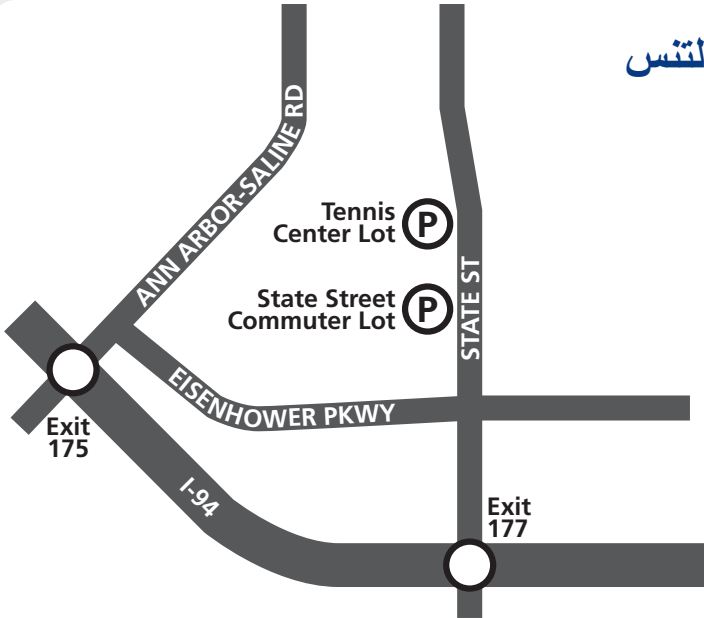 لتنس
ANN ARBOR-SALINE RD
Tennis
Center Lot
P
State Street
Commuter Lot
P
STATE ST
EISENHOWER PKWY
Exit
175
I-94
Exit
177